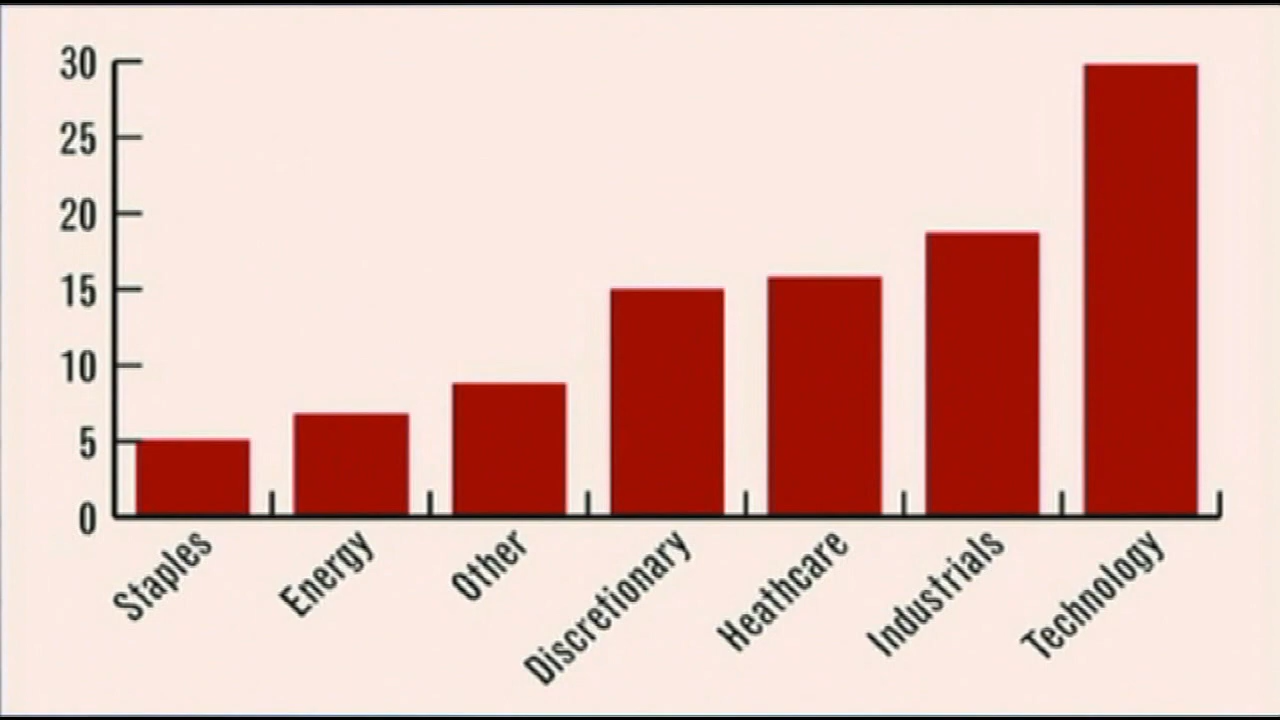 30
25
20
15
10
5
0
Staples
Energy
Other
Discretionary
Heathcare
Industrials
Technology